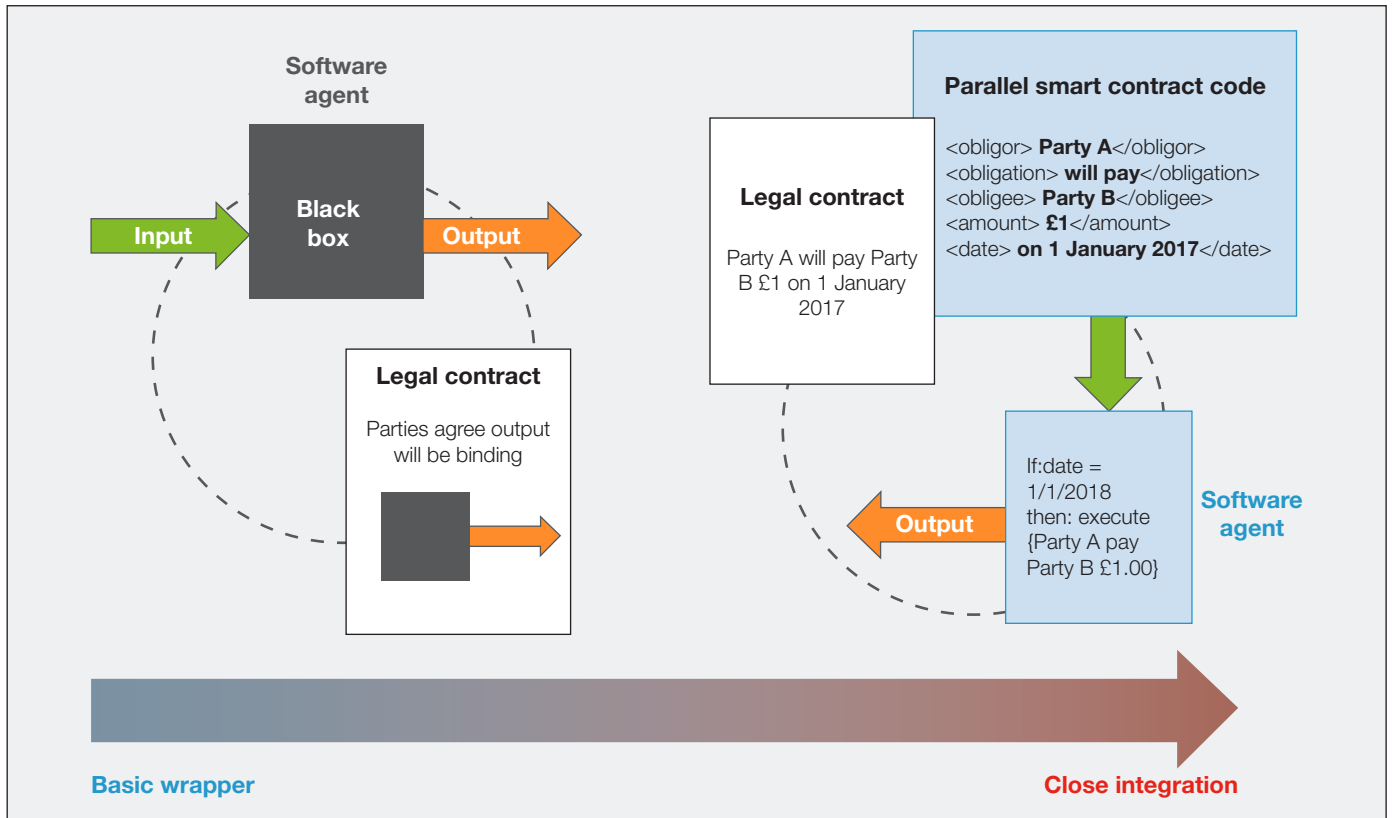 Software
agent
Black
box
Input
Output
Legal contract
Parties agree output
will be binding
Parallel smart contract code
<obligor> Party A</obligor>
<obligation> will pay</obligation>
<obligee> Party B</obligee>
<amount> £1</amount>
<date> on 1 January 2017</date>
Legal contract
Party A will pay Party
B £1 on 1 January
2017
If:date =
1/1/2018
then: execute
{Party A pay
Party B £1.00}
Software
agent
Output
Basic wrapper
Close integration